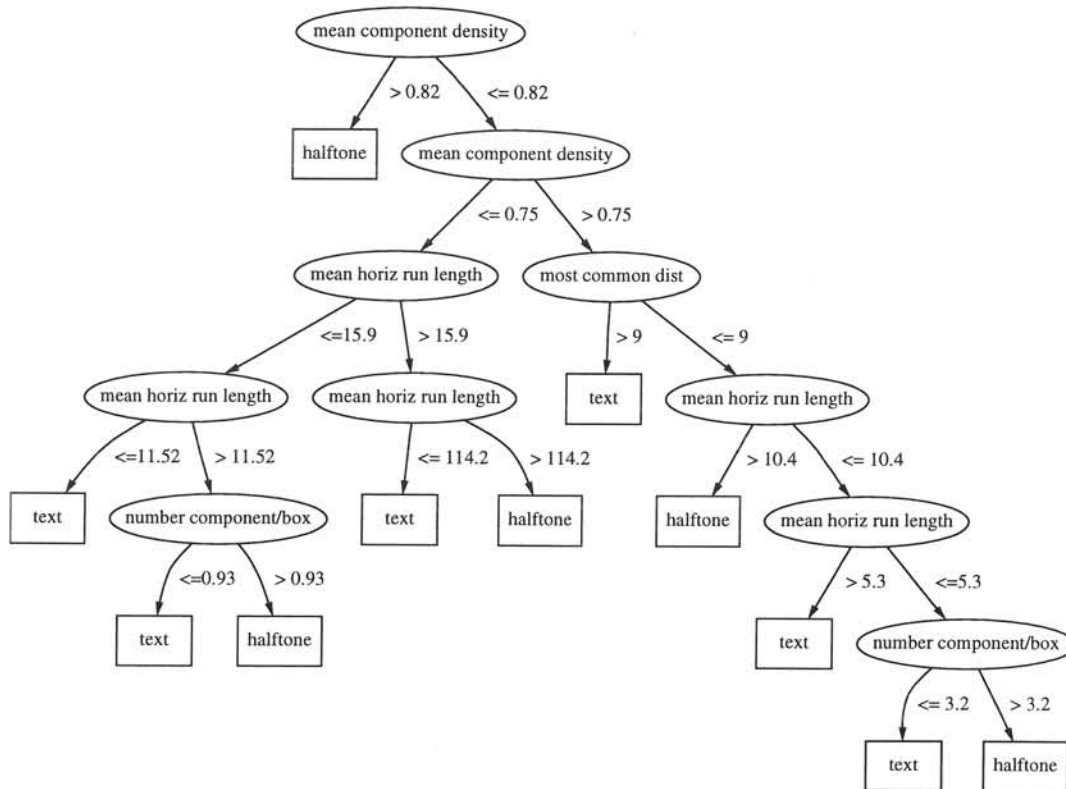 mean component density
> 0.82
<= 0.82
halftone
mean component density
<= 0.75
> 0.75
mean horiz run length
most common dist
<=15.9
> 15.9
> 9
<= 9
mean horiz run length
mean horiz run length
text
mean horiz run length
<=11.52
> 11.52
<= 114.2
> 114.2
> 10.4
<= 10.4
text
number component/box
text
halftone
halftone
mean horiz run length
<=0.93
> 0.93
> 5.3
<=5.3
text
halftone
text
number component/box
<= 3.2
> 3.2
text
halftone